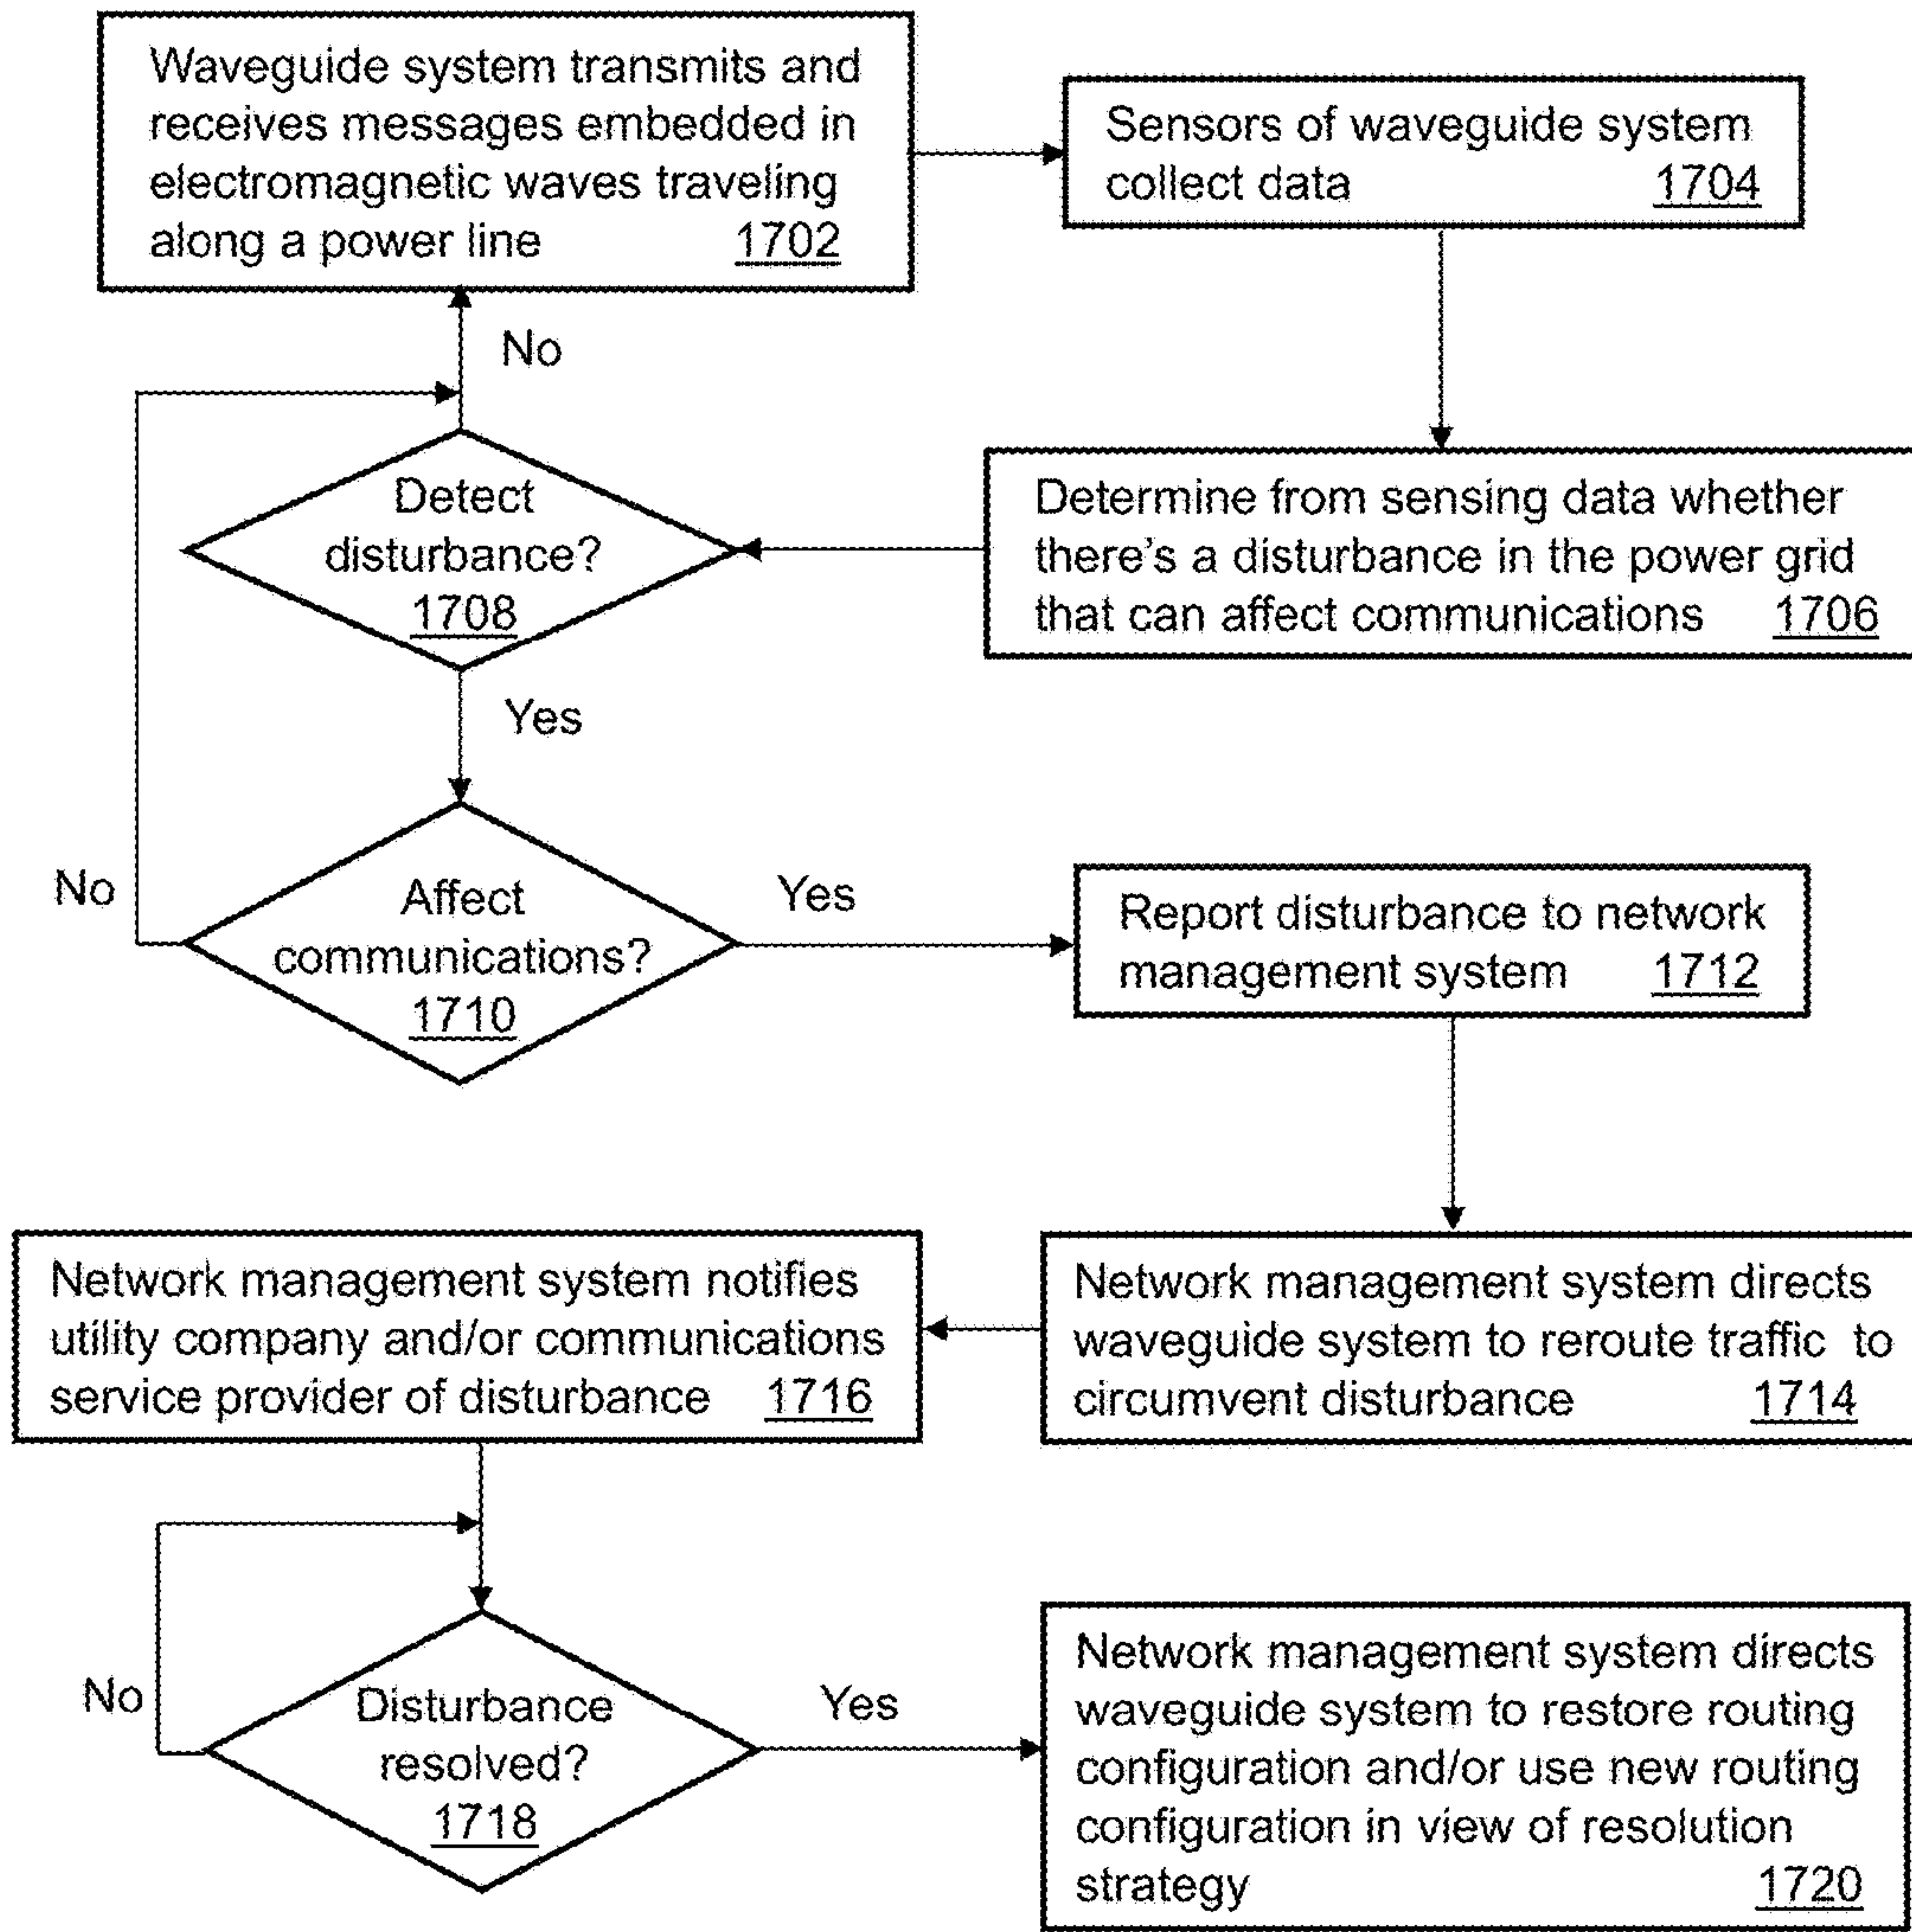 Waveguide system transmits and
receives messages embedded in
electromagnetic waves traveling
along a power line 1702
Sensors of waveguide system
collect data 1704
No
Detect
disturbance?
1708
Determine from sensing data whether
there's a disturbance in the power grid
that can affect communications 1706
Yes
No
Affect
communications?
1710
Yes
Report disturbance to network
management system 1712
Network management system notifies
utility company and/or communications
service provider of disturbance 1716
Network management system directs
waveguide system to reroute traffic to
circumvent disturbance 1714
No
Disturbance
resolved?
1718
Yes
Network management system directs
waveguide system to restore routing
configuration and/or use new routing
configuration in view of resolution
strategy 1720